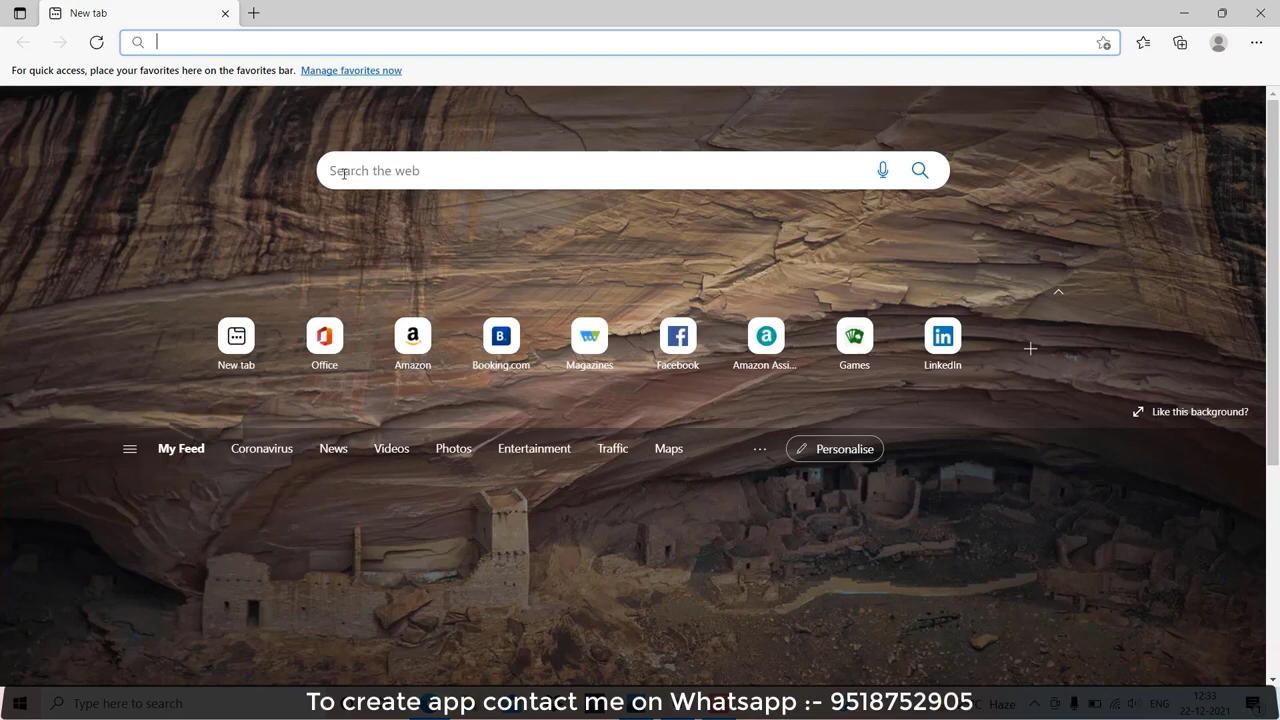 New tab
For quick access, place your favorites here on the favorites bar. Manage favorites now
Search the web
New tab
Office
Amazon
Booking.com
Magazines
Facebook
Amazon Assi...
Games
LinkedIn
Like this background?
My Feed Coronavirus News Videos Photos Entertainment Traffic Maps ... Personalise
Type here to search
To create app contact me on Whatsapp :- 9518752905
C Haze
ENG
12:33
22-12-2021